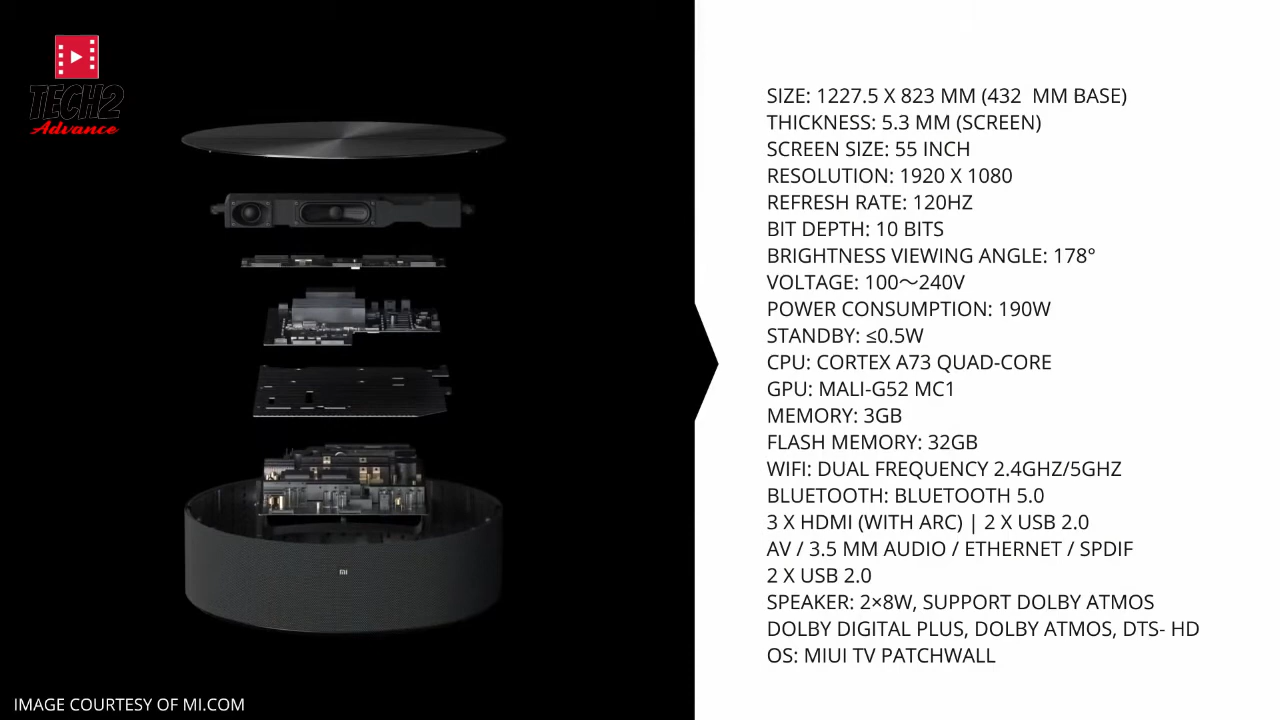 TECH2
Advance
SIZE: 1227.5 X 823 MM (432  MM BASE)
THICKNESS: 5.3 MM (SCREEN)
SCREEN SIZE: 55 INCH
RESOLUTION: 1920 X 1080
REFRESH RATE: 120HZ
BIT DEPTH: 10 BITS
BRIGHTNESS VIEWING ANGLE: 178°
VOLTAGE: 100～240V
POWER CONSUMPTION: 190W
STANDBY: ≤0.5W
CPU: CORTEX A73 QUAD-CORE
GPU: MALI-G52 MC1
MEMORY: 3GB
FLASH MEMORY: 32GB
WIFI: DUAL FREQUENCY 2.4GHZ/5GHZ
BLUETOOTH: BLUETOOTH 5.0
3 X HDMI (WITH ARC) | 2 X USB 2.0
AV / 3.5 MM AUDIO / ETHERNET / SPDIF
2 X USB 2.0
SPEAKER: 2×8W, SUPPORT DOLBY ATMOS
DOLBY DIGITAL PLUS, DOLBY ATMOS, DTS- HD
OS: MIUI TV PATCHWALL
MI
IMAGE COURTESY OF MI.COM